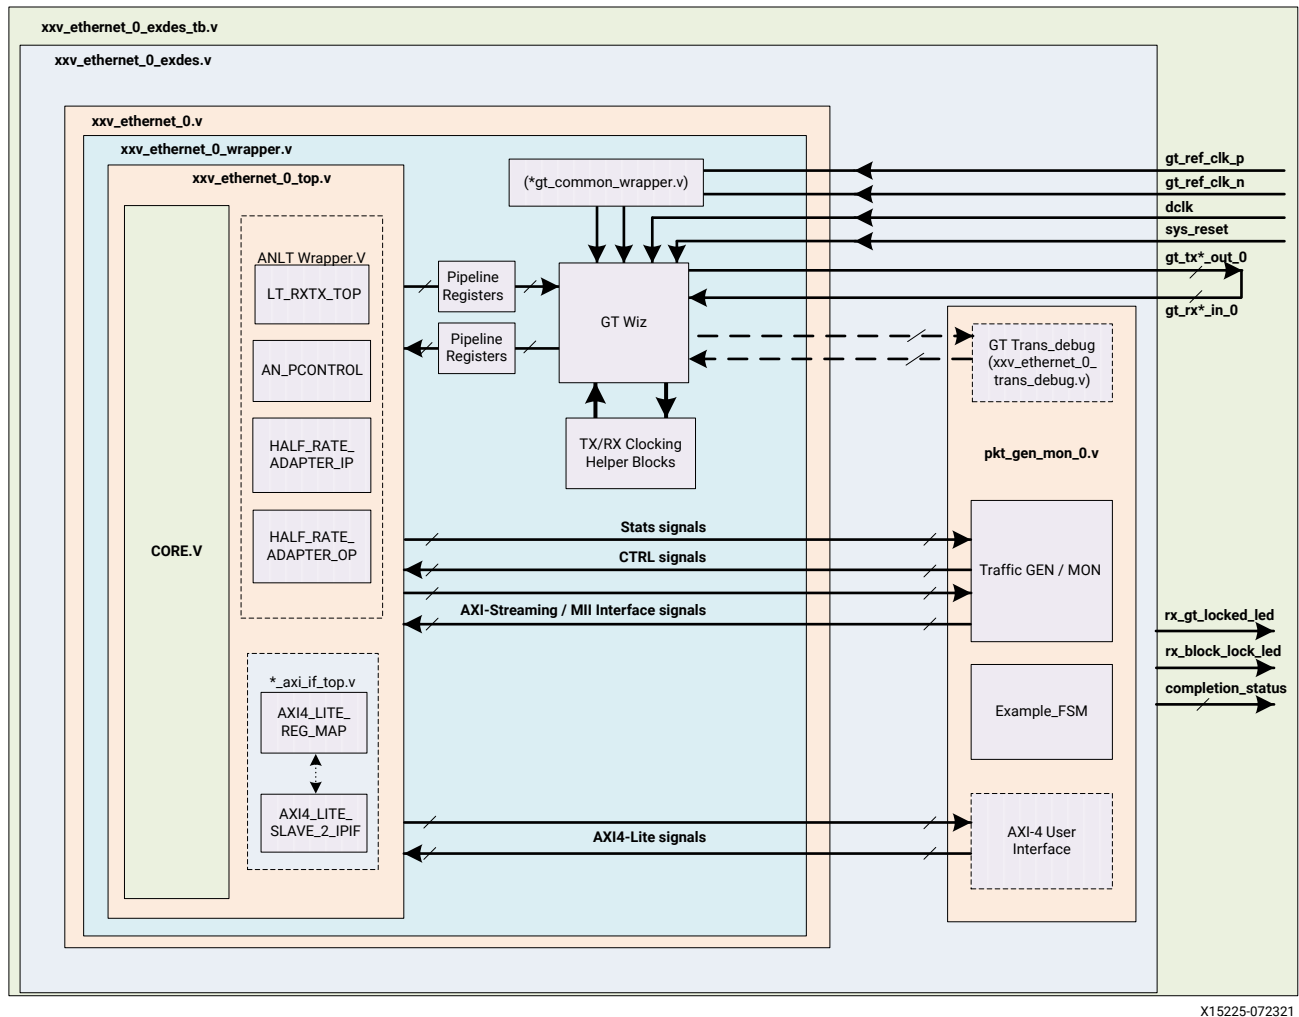 xxv_ethernet_0_exdes_tb.v
xxv_ethernet_0_exdes.v
xxv_ethernet_0.v
xxv_ethernet_0_wrapper.v
xxv_ethernet_0_top.v
CORE.V
ANLT Wrapper.V
LT_RXTX_TOP
AN_PCONTROL
HALF_RATE_
ADAPTER_IP
HALF_RATE_
ADAPTER_OP
*_axi_if_top.v
AXI4_LITE_
REG_MAP
AXI4_LITE_
SLAVE_2_IPIF
Pipeline
Registers
Pipeline
Registers
(*gt_common_wrapper.v)
GT Wiz
TX/RX Clocking
Helper Blocks
Stats signals
CTRL signals
AXI-Streaming / MII Interface signals
AXI4-Lite signals
GT Trans_debug
(xxv_ethernet_0_
trans_debug.v)
pkt_gen_mon_0.v
Traffic GEN / MON
Example_FSM
AXI-4 User
Interface
gt_ref_clk_p
gt_ref_clk_n
dclk
sys_reset
gt_tx*_out_0
gt_rx*_in_0
rx_gt_locked_led
rx_block_lock_led
completion_status
X15225-072321